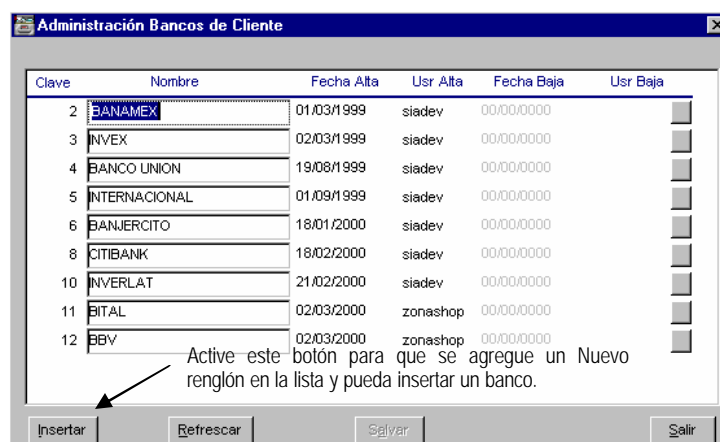 Administración Bancos de Cliente
Clave Nombre Fecha Alta Usr Alta Fecha Baja Usr Baja
2 BANAMEX 01/03/1999 siadev 00/00/0000
3 INVEX 02/03/1999 siadev 00/00/0000
4 BANCO UNION 19/08/1999 siadev 00/00/0000
5 INTERNACIONAL 01/09/1999 siadev 00/00/0000
6 BANJERCITO 18/01/2000 siadev 00/00/0000
8 CITIBANK 18/02/2000 siadev 00/00/0000
10 INVERLAT 21/02/2000 siadev 00/00/0000
11 BITAL 02/03/2000 zonashop 00/00/0000
12 BBV 02/03/2000 zonashop 00/00/0000
Active este botón para que se agregue un Nuevo
renglón en la lista y pueda insertar un banco.
Insertar Refrescar Salvar Salir